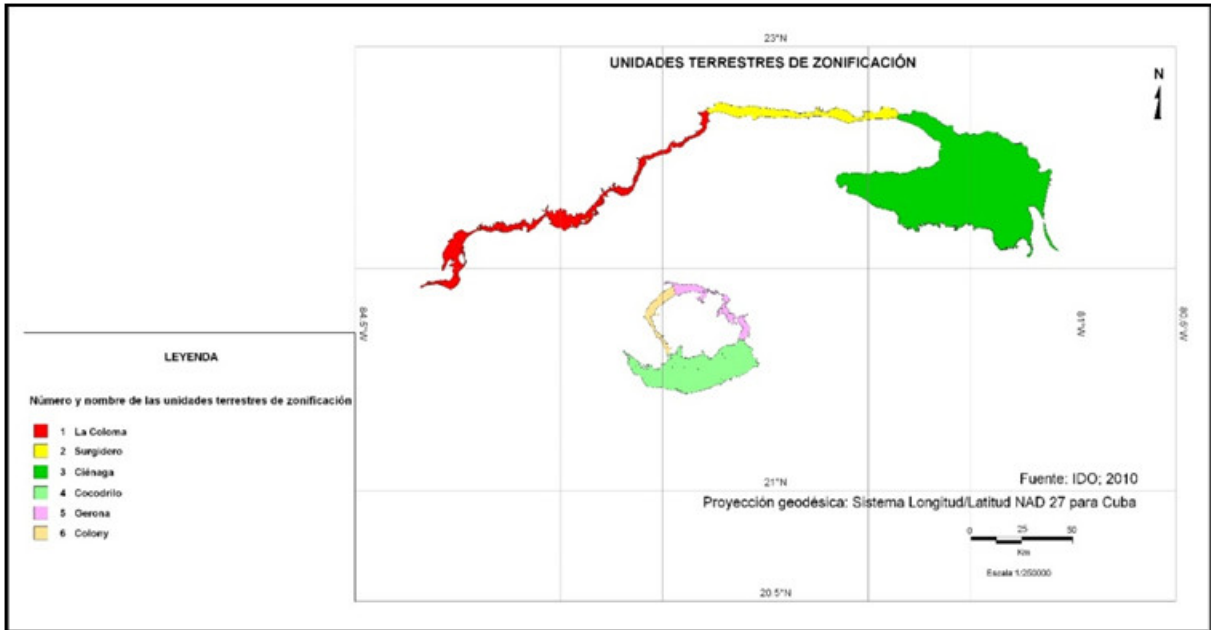 23°N
UNIDADES TERRESTRES DE ZONIFICACIÓN
N
84.5°W
81°W
80.5°W
LEYENDA
Número y nombre de las unidades terrestres de zonificación
1 La Coloma
2 Surgidero
3 Ciénaga
4 Cocodrilo
5 Gerona
6 Colony
21°N
Fuente: IDO; 2010
Proyección geodésica: Sistema Longitud/Latitud NAD 27 para Cuba
0 25 50
Km
Escala 1/250000
20.5°N